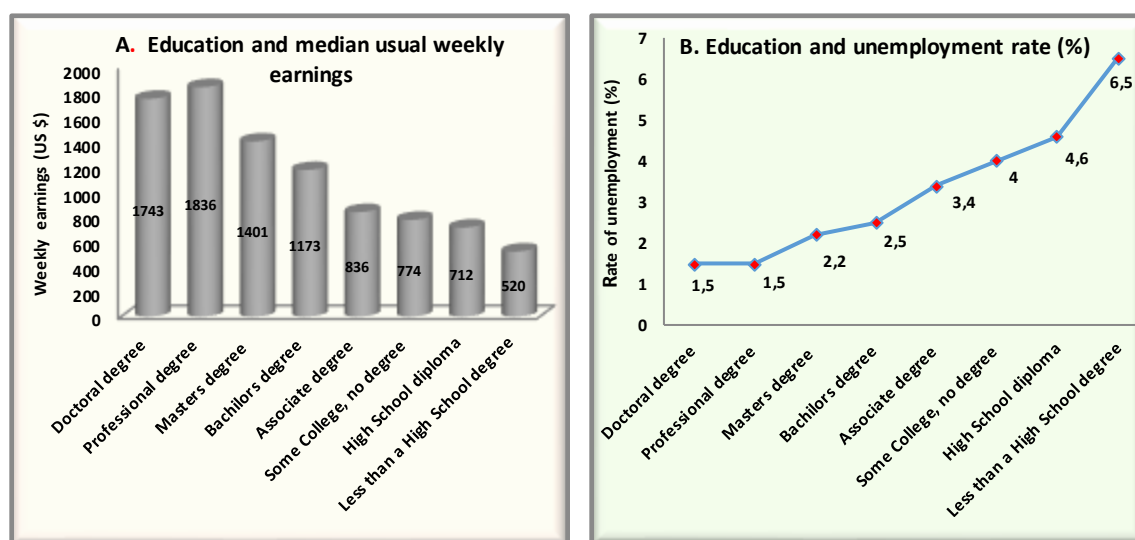 A. Education and median usual weekly
earnings
Weekly earnings (US $)
2000
1800
1600
1400
1200
1000
800
600
400
200
0
1743
1836
1401
1173
836
774
712
520
Doctoral degree
Professional degree
Masters degree
Bachilors degree
Associate degree
Some College, no degree
High School diploma
Less than a High School degree
B. Education and unemployment rate (%)
Rate of unemployment (%)
7
6
5
4
3
2
1
0
1,5
1,5
2,2
2,5
3,4
4
4,6
6,5
Doctoral degree
Professional degree
Masters degree
Bachilors degree
Associate degree
Some College, no degree
High School diploma
Less than a High School degree